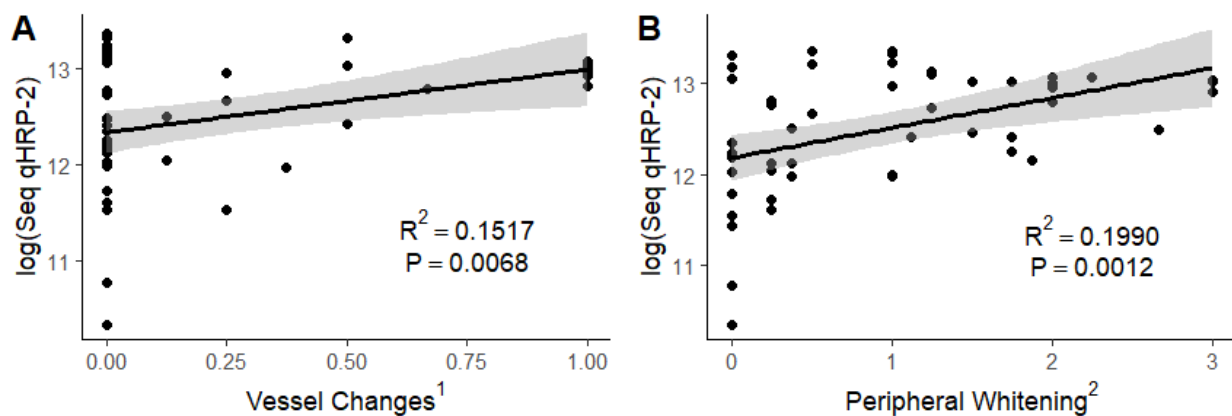 A
log(Seq qHRP-2)
13
12
11
R² = 0.1517
P = 0.0068
0.00 0.25 0.50 0.75 1.00
Vessel Changes¹
B
log(Seq qHRP-2)
13
12
11
R² = 0.1990
P = 0.0012
0 1 2 3
Peripheral Whitening²